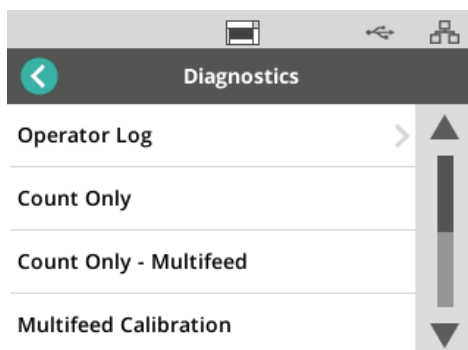 Diagnostics
Operator Log
Count Only
Count Only - Multifeed
Multifeed Calibration